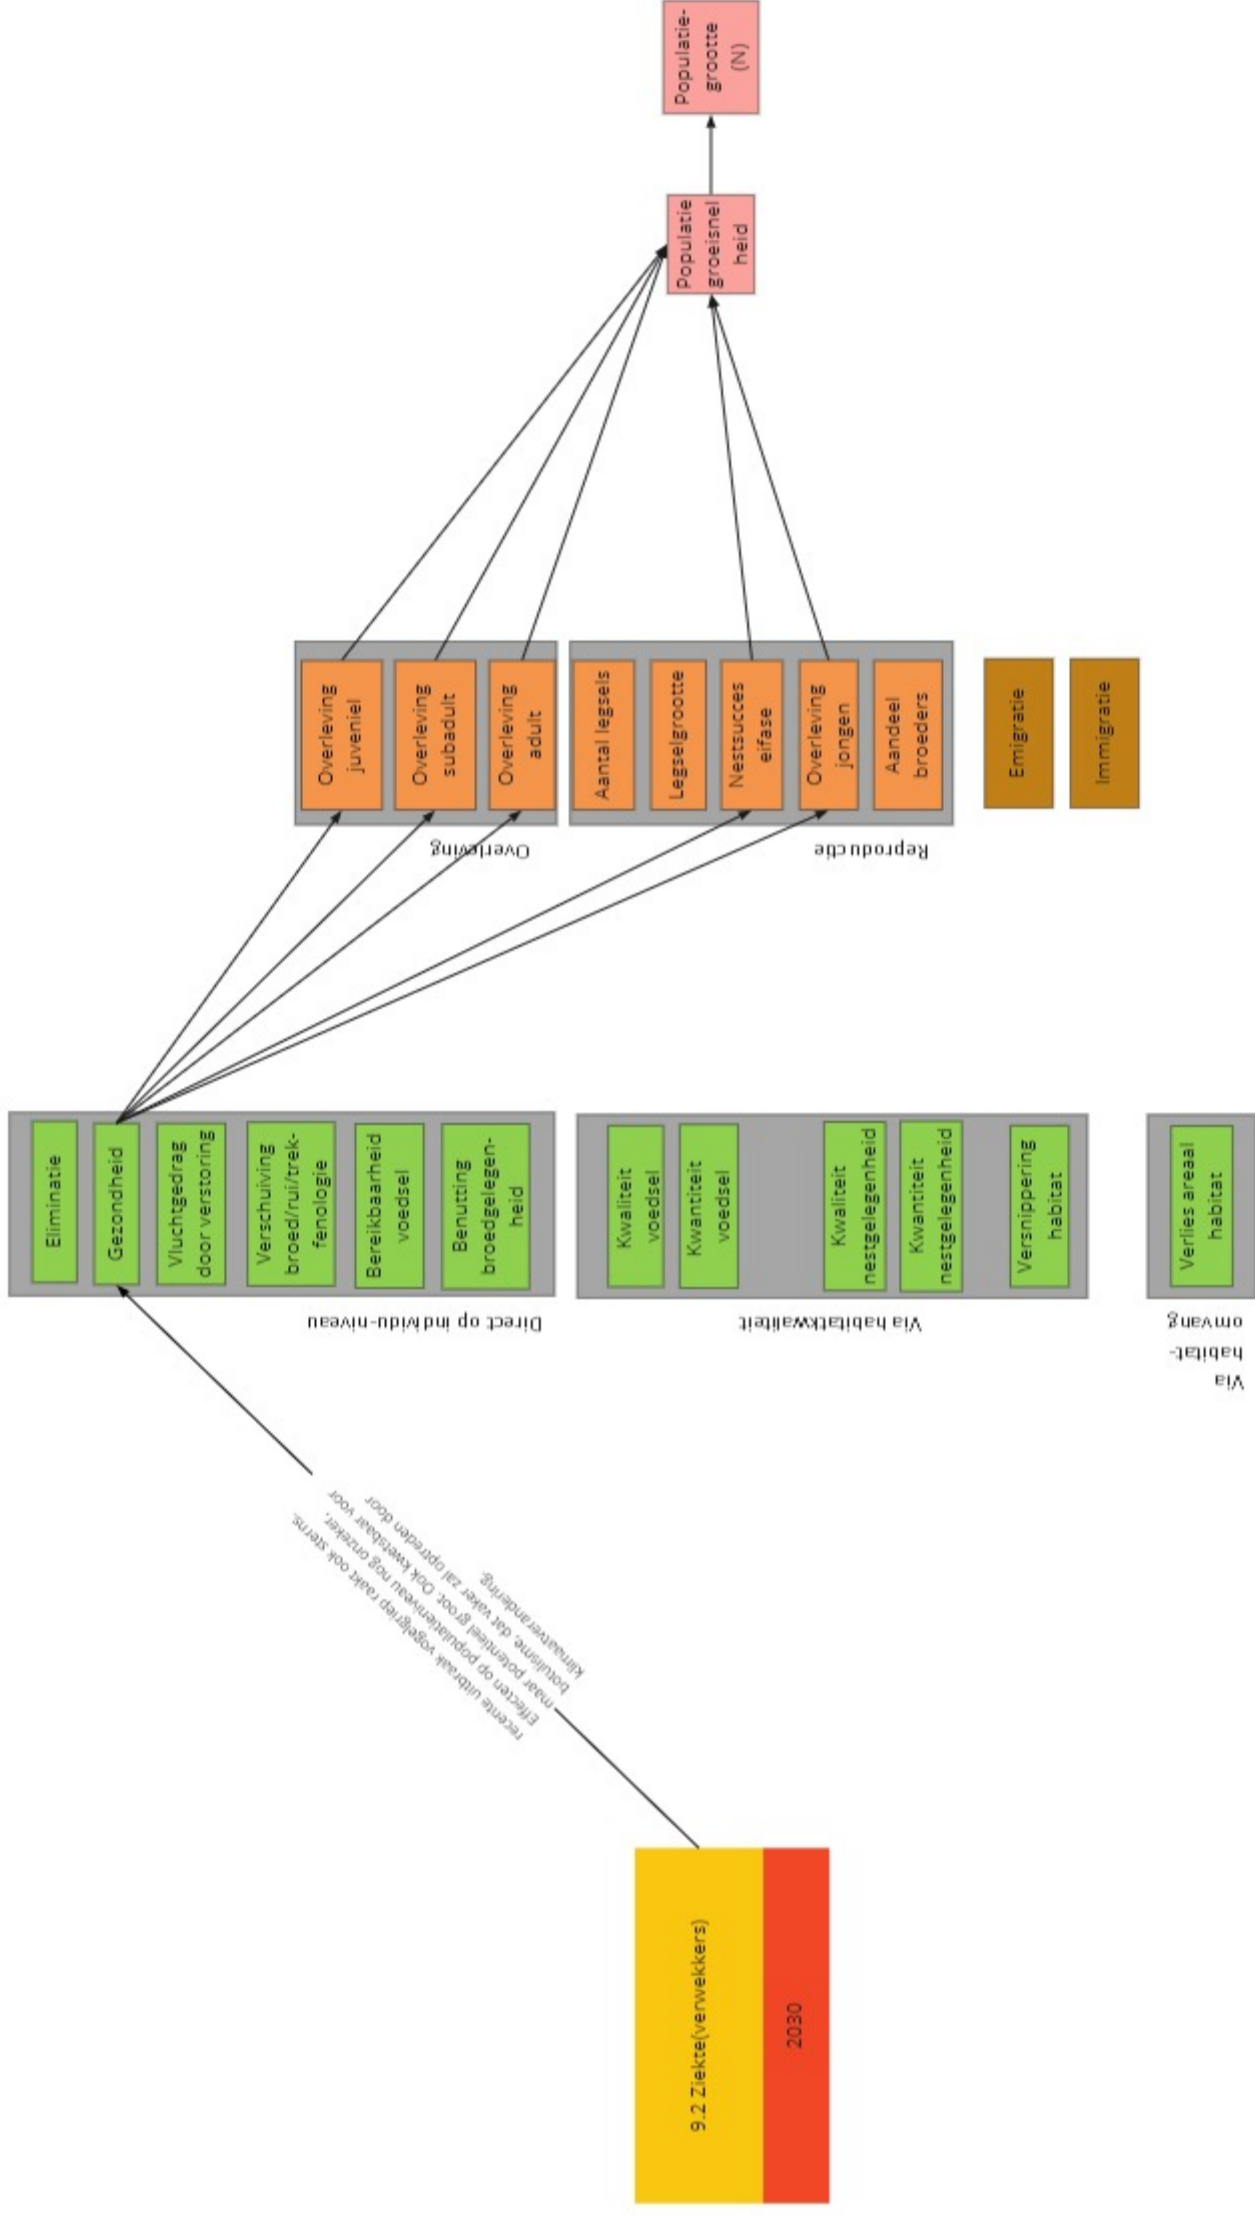 9.2 Ziekte(verwekkers)
2030
recente uitbraak vogelgriep raakt ook sterns.
Effecten op populatieniveau nog onzeker,
maar potentieel groot. Ook kwetsbaar voor
botulisme, dat vaker zal optreden door
klimaatverandering.
Direct op individu-niveau
Eliminatie
Gezondheid
Vluchtgedrag
door verstoring
Verschuiving
broed/rui/trek-
fenologie
Bereikbaarheid
voedsel
Benutting
broedgelegen-
heid
Via habitatkwaliteit
Kwaliteit
voedsel
Kwantiteit
voedsel
Kwaliteit
nestgelegenheid
Kwantiteit
nestgelegenheid
Versnippering
habitat
Via
habitat-
omvang
Verlies areaal
habitat
Overleving
Overleving
juveniel
Overleving
subadult
Overleving
adult
Reproductie
Aantal legsels
Legselgrootte
Nestsucces
eifase
Overleving
jongen
Aandeel
broeders
Emigratie
Immigratie
Populatie
groeisnel
heid
Populatie-
grootte
(N)